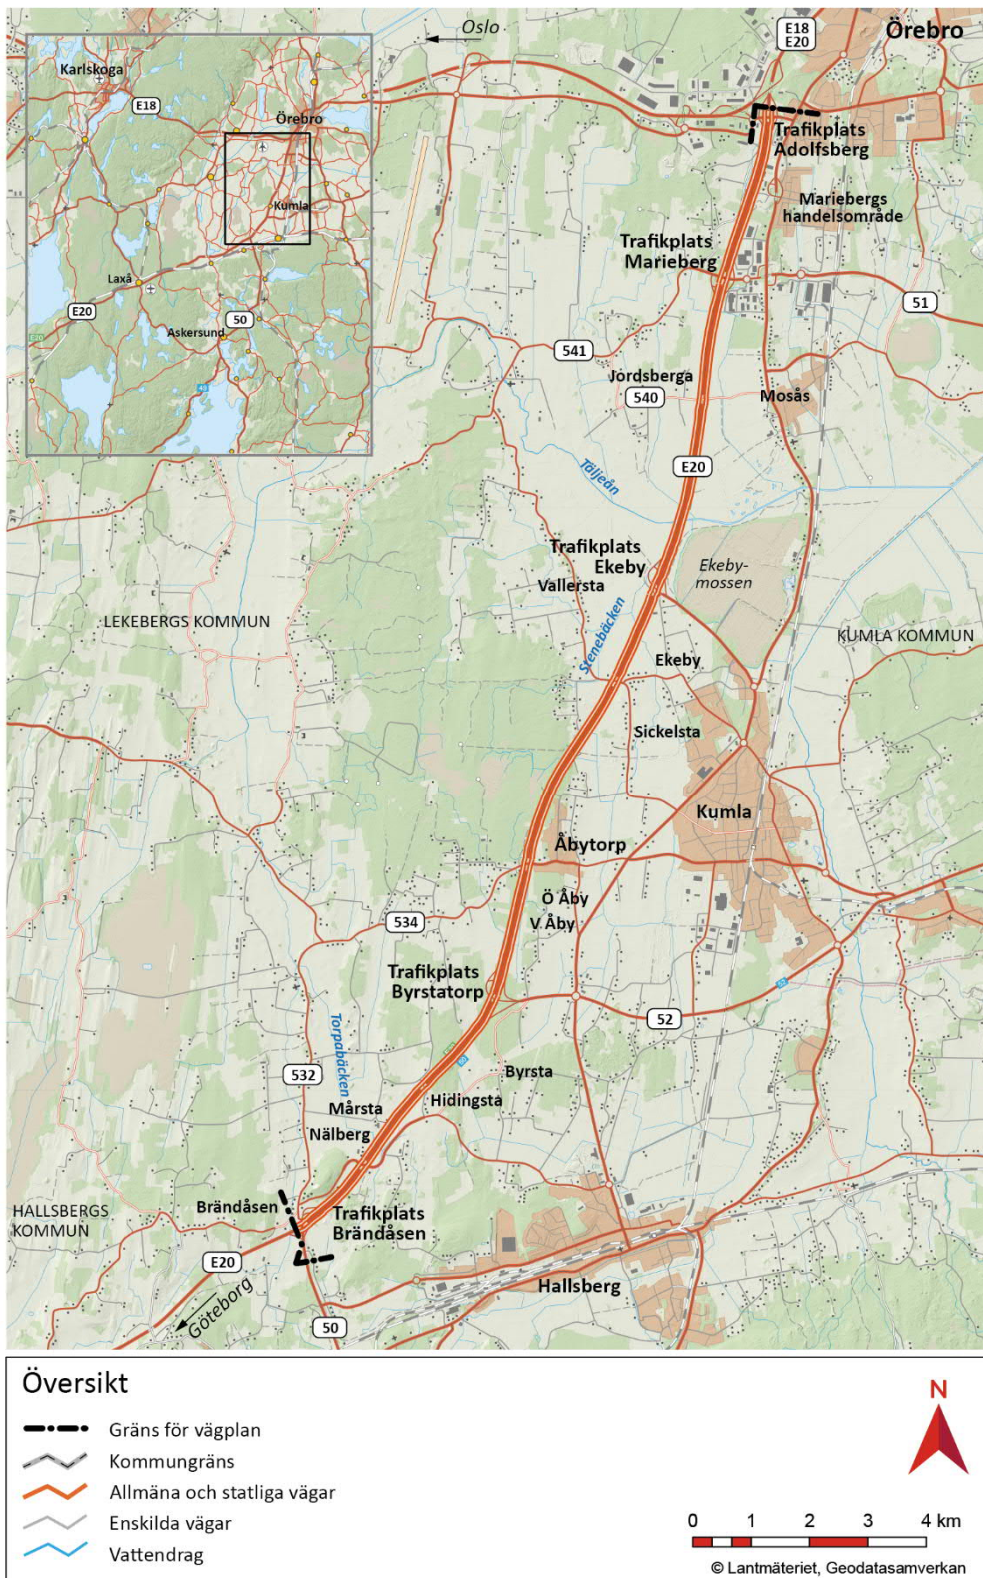 Oslo
E18
E20
Örebro
Karlskoga
E18
Örebro
Kumla
Laxå
E20
E20
50
Askersund
49
Trafikplats
Adolfsberg
Mariebergs
handelsområde
Trafikplats
Marieberg
51
541
Jordsberga
540
Mosås
E20
Täljeån
Trafikplats
Ekeby
Ekeby-
mossen
Vallersta
LEKEBERGS KOMMUN
Stenebäcken
KUMLA KOMMUN
Ekeby
Sickelsta
Kumla
Åbytorp
Ö Åby
534
V Åby
Trafikplats
Byrstatorp
52
52
Torpabäcken
532
Byrsta
Hidingsta
Mårsta
Nälberg
Brändåsen
Trafikplats
Brändåsen
HALLSBERGS
KOMMUN
E20
Göteborg
Hallsberg
50
Översikt
N
Gräns för vägplan
Kommungräns
Allmäna och statliga vägar
Enskilda vägar
Vattendrag
0 1 2 3 4 km
© Lantmäteriet, Geodatasamverkan